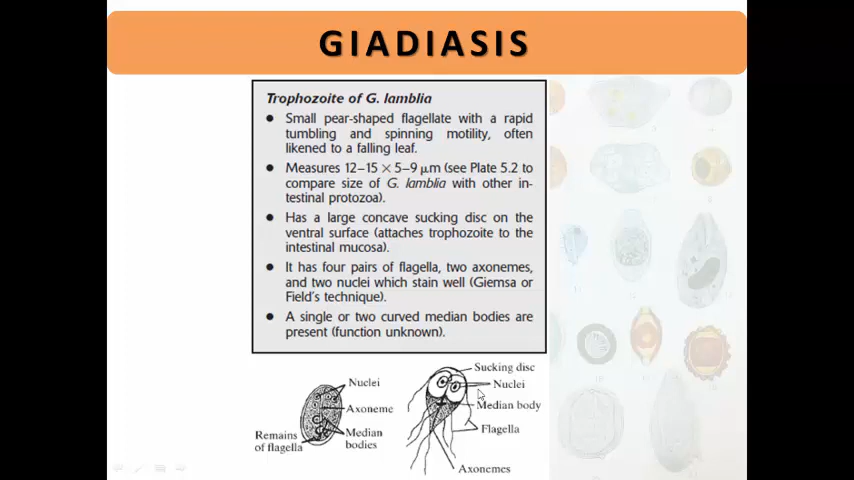 GIADIASIS
Trophozoite of G. lamblia
● Small pear-shaped flagellate with a rapid
tumbling and spinning motility, often
likened to a falling leaf.
● Measures 12–15 × 5–9 μm (see Plate 5.2 to
compare size of G. lamblia with other in-
testinal protozoa).
● Has a large concave sucking disc on the
ventral surface (attaches trophozoite to the
intestinal mucosa).
● It has four pairs of flagella, two axonemes,
and two nuclei which stain well (Giemsa or
Field's technique).
● A single or two curved median bodies are
present (function unknown).
Nuclei
Axoneme
Median
bodies
Remains
of flagella
Sucking disc
Nuclei
Median body
Flagella
Axonemes